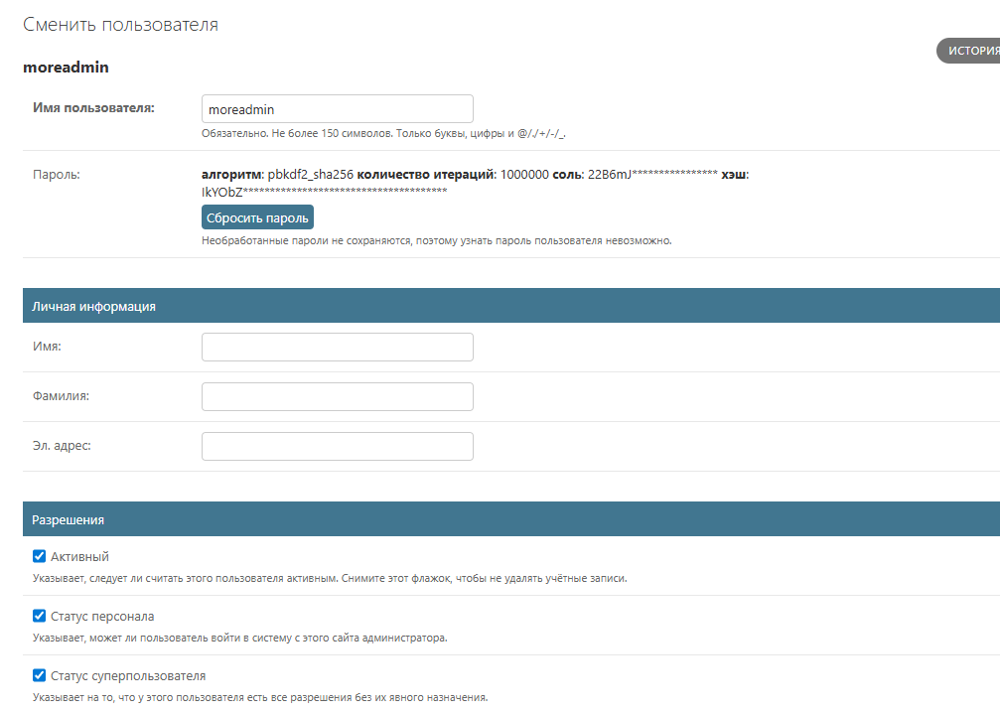 Сменить пользователя
ИСТОРИЯ
moreadmin
Имя пользователя:
moreadmin
Обязательно. Не более 150 символов. Только буквы, цифры и @/./+/-/_.
Пароль:
алгоритм: pbkdf2_sha256 количество итераций: 1000000 соль: 22B6mJ**************** хэш:
IkYObZ**************************************
Сбросить пароль
Необработанные пароли не сохраняются, поэтому узнать пароль пользователя невозможно.
Личная информация
Имя:
Фамилия:
Эл. адрес:
Разрешения
Активный
Указывает, следует ли считать этого пользователя активным. Снимите этот флажок, чтобы не удалять учётные записи.
Статус персонала
Указывает, может ли пользователь войти в систему с этого сайта администратора.
Статус суперпользователя
Указывает на то, что у этого пользователя есть все разрешения без их явного назначения.